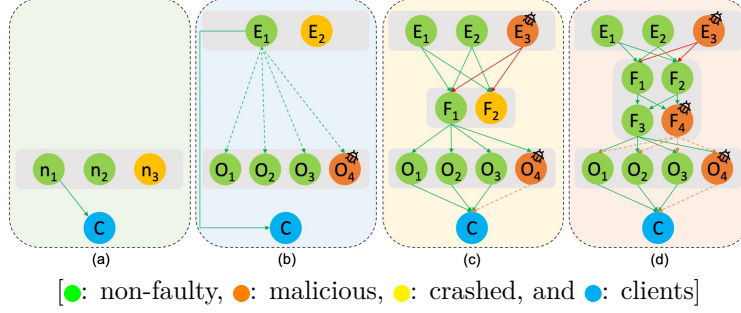 E1 E2
E1 E2 E3
E1 E2 E3
F1 F2
F1 F2
F3 F4
n1 n2 n3
O1 O2 O3 O4
O1 O2 O3 O4
O1 O2 O3 O4
C
C
C
C
(a)
(b)
(c)
(d)
[●: non-faulty, ●: malicious, ●: crashed, and ●: clients]